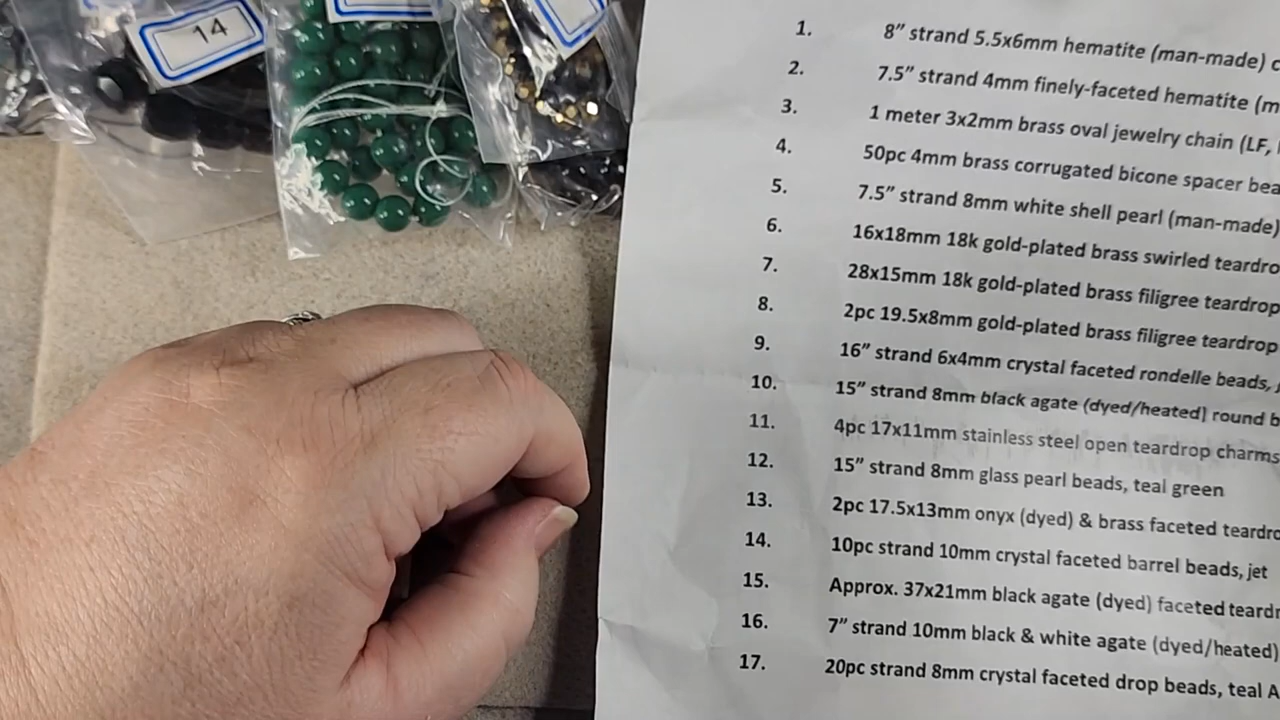 14
1. 8” strand 5.5x6mm hematite (man-made) c
2. 7.5” strand 4mm finely-faceted hematite (m
3. 1 meter 3x2mm brass oval jewelry chain (LF,
4. 50pc 4mm brass corrugated bicone spacer bea
5. 7.5” strand 8mm white shell pearl (man-made)
6. 16x18mm 18k gold-plated brass swirled teardro
7. 28x15mm 18k gold-plated brass filigree teardrop
8. 2pc 19.5x8mm gold-plated brass filigree teardrop
9. 16” strand 6x4mm crystal faceted rondelle beads,
10. 15” strand 8mm black agate (dyed/heated] round b
11. 4pc 17x11mm stainless steel open teardrop charms
12. 15” strand 8mm glass pearl beads, teal green
13. 2pc 17.5x13mm onyx (dyed) & brass faceted teardro
14. 10pc strand 10mm crystal faceted barrel beads, jet
15. Approx. 37x21mm black agate (dyed) faceted teardr
16. 7” strand 10mm black & white agate (dyed/heated)
17. 20pc strand 8mm crystal faceted drop beads, teal A